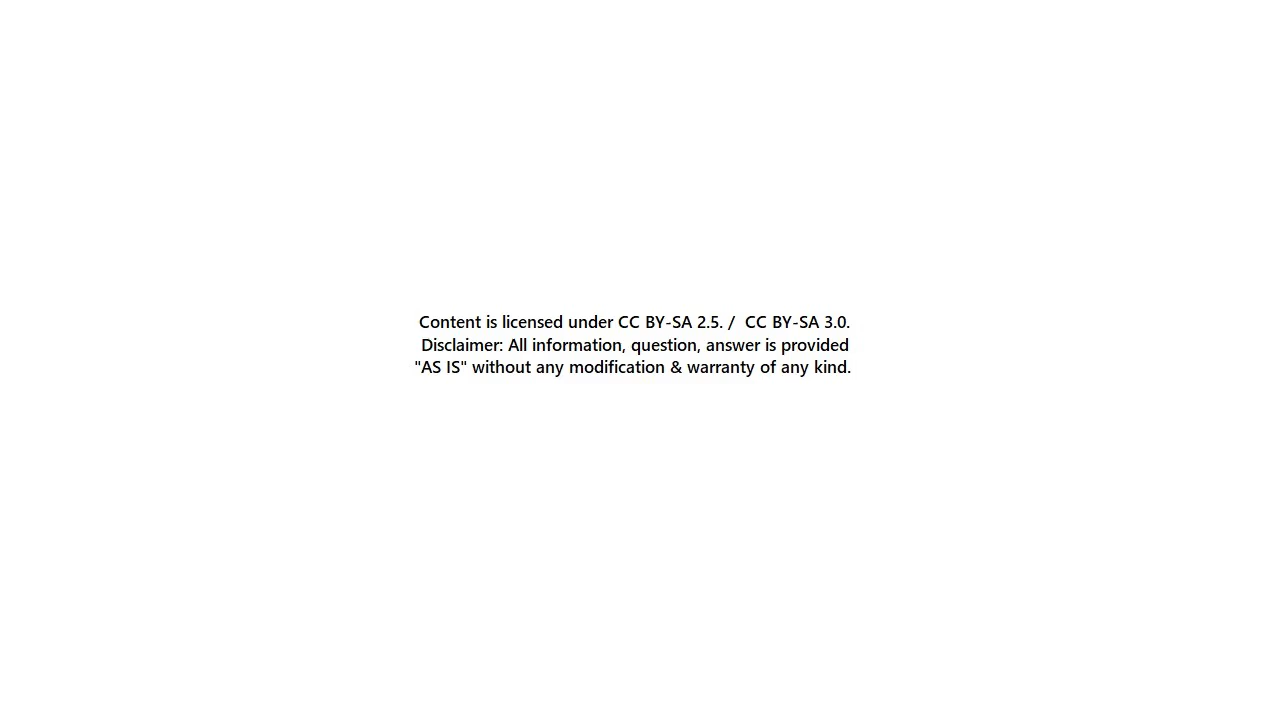 Content is licensed under CC BY-SA 2.5. /  CC BY-SA 3.0.
Disclaimer: All information, question, answer is provided
"AS IS" without any modification & warranty of any kind.